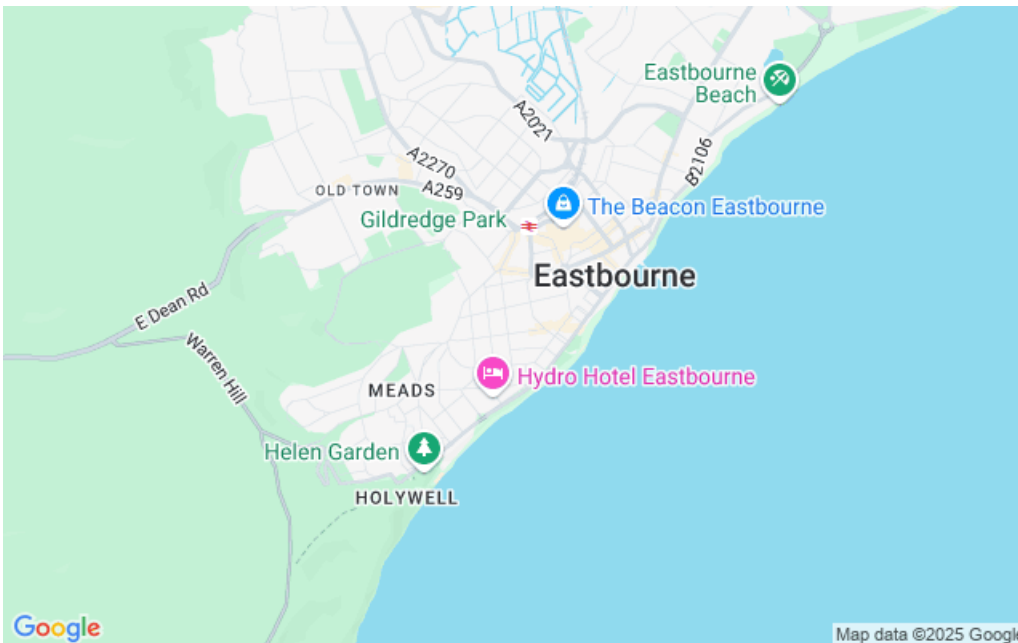 Eastbourne
Beach
A2021
B2106
A2270
A259
OLD TOWN
Gildredge Park
The Beacon Eastbourne
Eastbourne
E Dean Rd
Warren Hill
Hydro Hotel Eastbourne
MEADS
Helen Garden
HOLYWELL
Google
Map data ©2025 Google